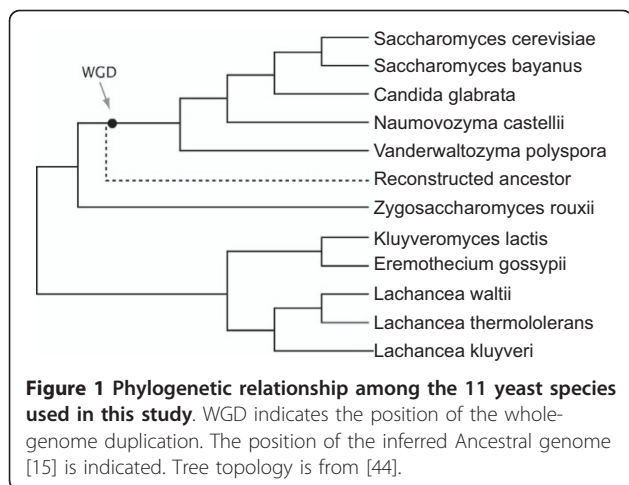 Saccharomyces cerevisiae
WGD
Saccharomyces bayanus
Candida glabrata
Naumovozyma castellii
Vanderwaltozyma polyspora
Reconstructed ancestor
Zygosaccharomyces rouxii
Kluyveromyces lactis
Eremothecium gossypii
Lachancea waltii
Lachancea thermololerans
Lachancea kluyveri
Figure 1 Phylogenetic relationship among the 11 yeast species
used in this study. WGD indicates the position of the whole-
genome duplication. The position of the inferred Ancestral genome
[15] is indicated. Tree topology is from [44].